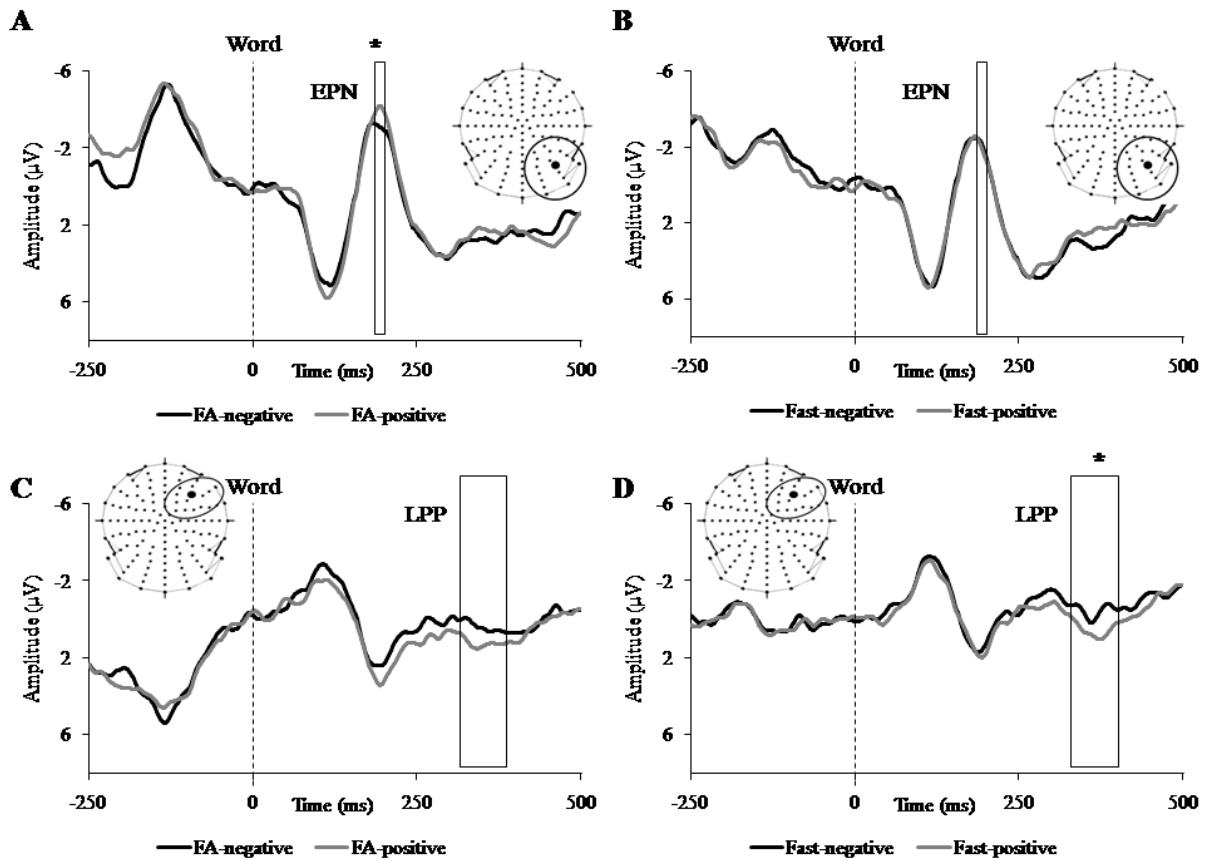 A
Word
*
EPN
-6
-2
2
6
Amplitude (µV)
-250 0 250 500
Time (ms)
FA-negative FA-positive
B
Word
EPN
-6
-2
2
6
Amplitude (µV)
-250 0 250 500
Time (ms)
Fast-negative Fast-positive
C
Word
LPP
-6
-2
2
6
Amplitude (µV)
-250 0 250 500
Time (ms)
FA-negative FA-positive
D
Word
*
LPP
-6
-2
2
6
Amplitude (µV)
-250 0 250 500
Time (ms)
Fast-negative Fast-positive